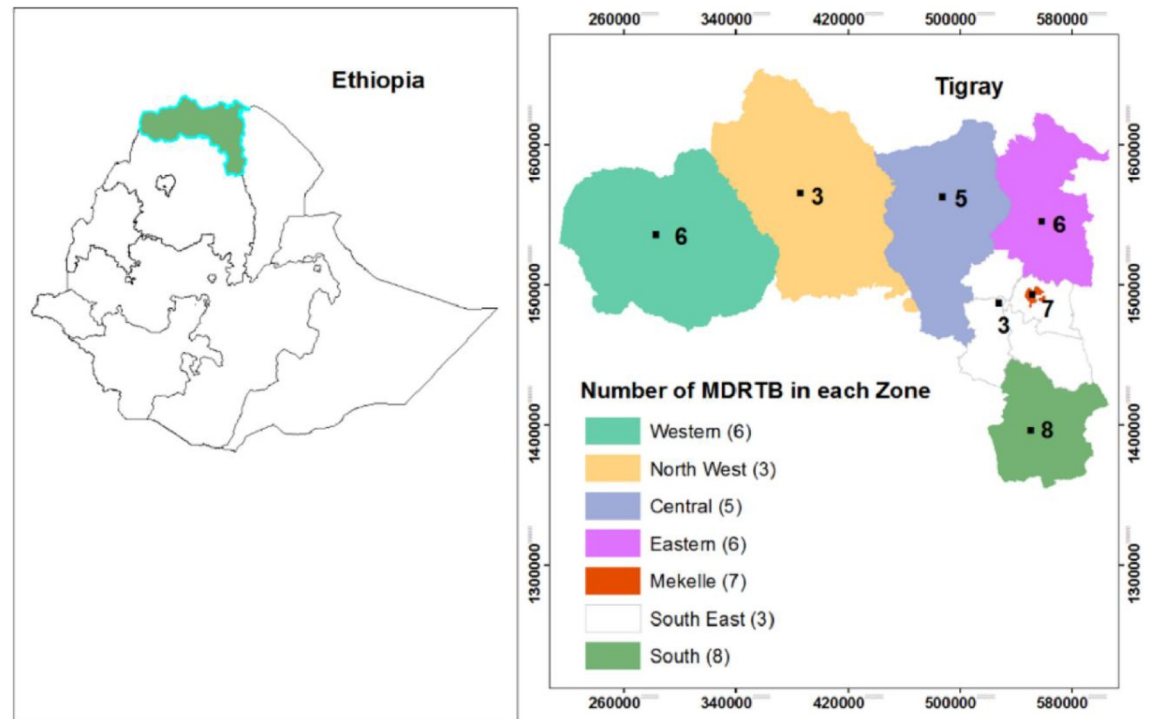 Ethiopia
260000 340000 420000 500000 580000
Tigray
1600000
1500000
1400000
1300000
1600000
1500000
1400000
1300000
3
5
6
6
7
3
8
Number of MDRTB in each Zone
Western (6)
North West (3)
Central (5)
Eastern (6)
Mekelle (7)
South East (3)
South (8)
260000 340000 420000 500000 580000